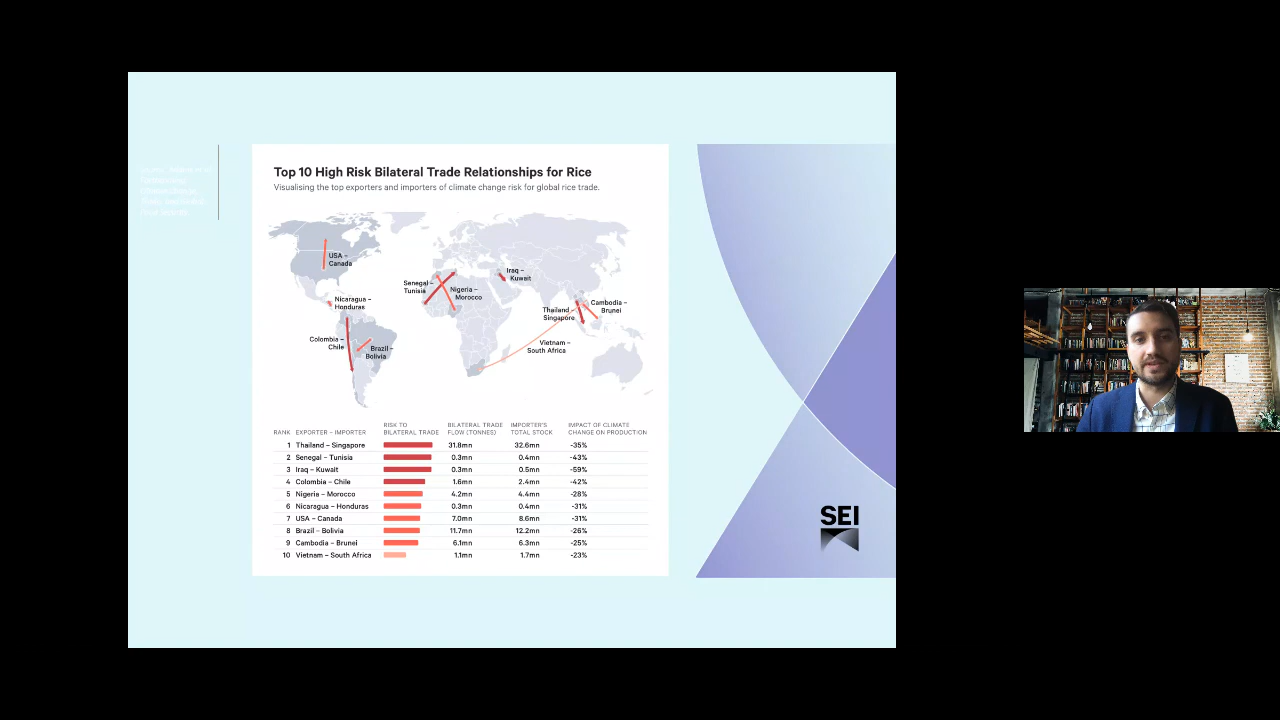 Top 10 High Risk Bilateral Trade Relationships for Rice
Visualising the top exporters and importers of climate change risk for global rice trade.
USA –
Canada
Senegal –
Tunisia
Nigeria –
Morocco
Iraq –
Kuwait
Nicaragua –
Honduras
Thailand
Singapore
Cambodia –
Brunei
Colombia –
Chile
Brazil –
Bolivia
Vietnam –
South Africa
RANK EXPORTER – IMPORTER RISK TO BILATERAL TRADE BILATERAL TRADE FLOW (TONNES) IMPORTER'S TOTAL STOCK IMPACT OF CLIMATE CHANGE ON PRODUCTION
1 Thailand – Singapore 31.8mn 32.6mn -35%
2 Senegal – Tunisia 0.3mn 0.4mn -43%
3 Iraq – Kuwait 0.3mn 0.5mn -59%
4 Colombia – Chile 1.6mn 2.4mn -42%
5 Nigeria – Morocco 4.2mn 4.4mn -28%
6 Nicaragua – Honduras 0.3mn 0.4mn -31%
7 USA – Canada 7.0mn 8.6mn -31%
8 Brazil – Bolivia 11.7mn 12.2mn -26%
9 Cambodia – Brunei 6.1mn 6.3mn -25%
10 Vietnam – South Africa 1.1mn 1.7mn -23%
SEI